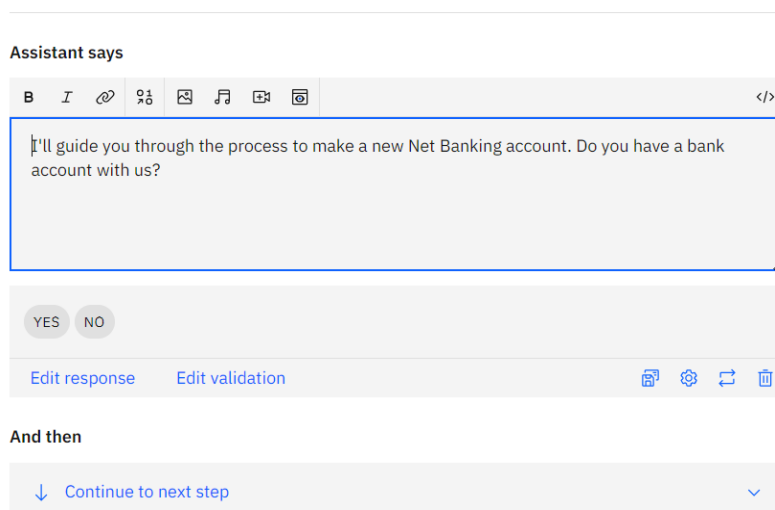 Assistant says
B I </>
I'll guide you through the process to make a new Net Banking account. Do you have a bank
account with us?
YES NO
Edit response Edit validation
And then
Continue to next step